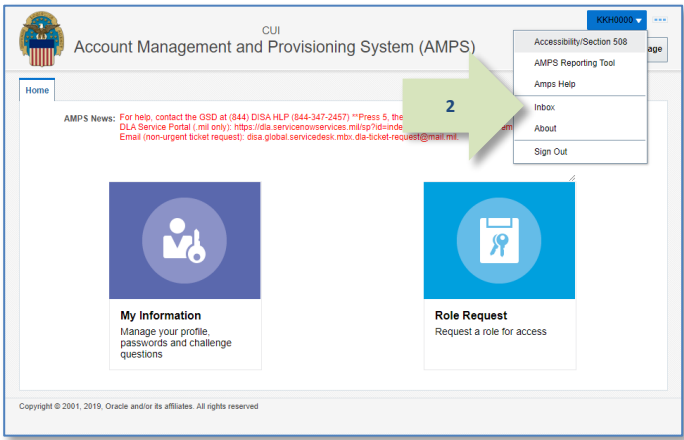 CUI
Account Management and Provisioning System (AMPS)
KKH0000
age
Accessibility/Section 508
AMPS Reporting Tool
Amps Help
Inbox
About
Sign Out
Home
2
AMPS News: For help, contact the GSD at (844) DISA HLP (844-347-2457) **Press 5, the
DLA Service Portal (.mil only): https://dla.servicenowservices.mil/sp?id=inde em
Email (non-urgent ticket request): disa.global.servicedesk.mbx.dla-ticket-request@mail.mil.
My Information
Manage your profile,
passwords and challenge
questions
Role Request
Request a role for access
Copyright © 2001, 2019, Oracle and/or its affiliates. All rights reserved